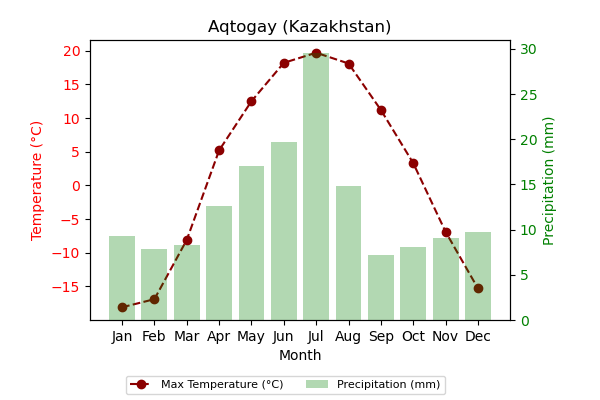 Aqtogay (Kazakhstan)
20
15
10
5
0
−5
−10
−15
Temperature (°C)
30
25
20
15
10
5
0
Precipitation (mm)
Jan Feb Mar Apr May Jun Jul Aug Sep Oct Nov Dec
Month
Max Temperature (°C) Precipitation (mm)